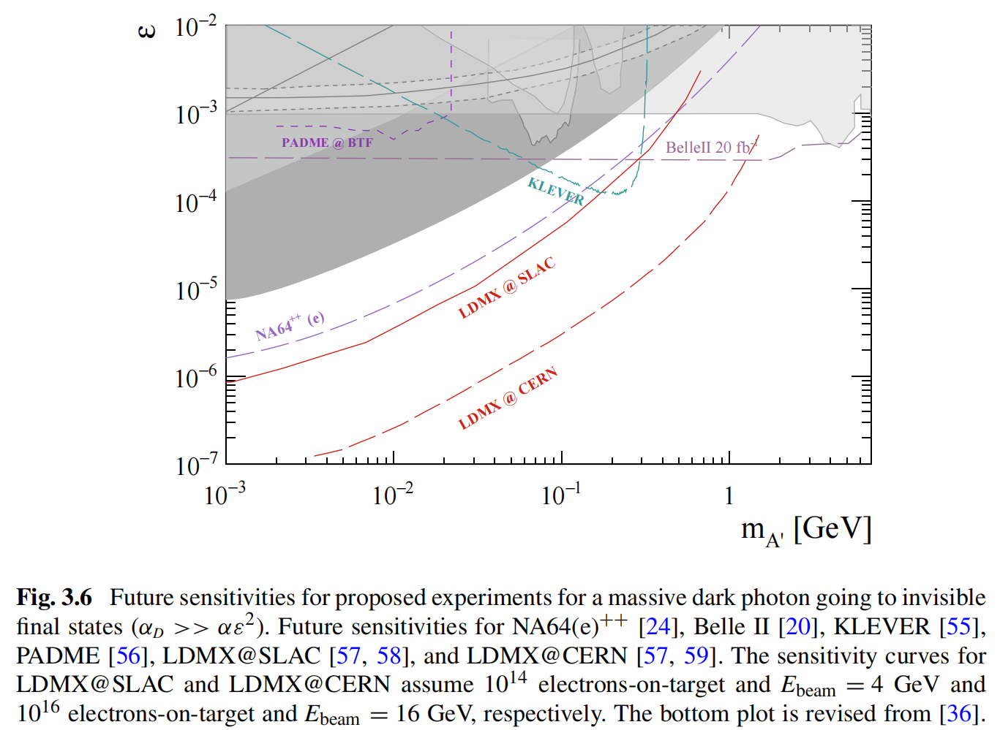 ε
10⁻²
10⁻³
10⁻⁴
10⁻⁵
10⁻⁶
10⁻⁷
PADME @ BTF
BelleII 20 fb⁻¹
KLEVER
LDMX @ SLAC
NA64⁺⁺ (e)
LDMX @ CERN
10⁻³ 10⁻² 10⁻¹ 1
m_A' [GeV]
Fig. 3.6 Future sensitivities for proposed experiments for a massive dark photon going to invisible
final states (α_D >> αε²). Future sensitivities for NA64(e)⁺⁺ [24], Belle II [20], KLEVER [55],
PADME [56], LDMX@SLAC [57, 58], and LDMX@CERN [57, 59]. The sensitivity curves for
LDMX@SLAC and LDMX@CERN assume 10¹⁴ electrons-on-target and E_beam = 4 GeV and
10¹⁶ electrons-on-target and E_beam = 16 GeV, respectively. The bottom plot is revised from [36].